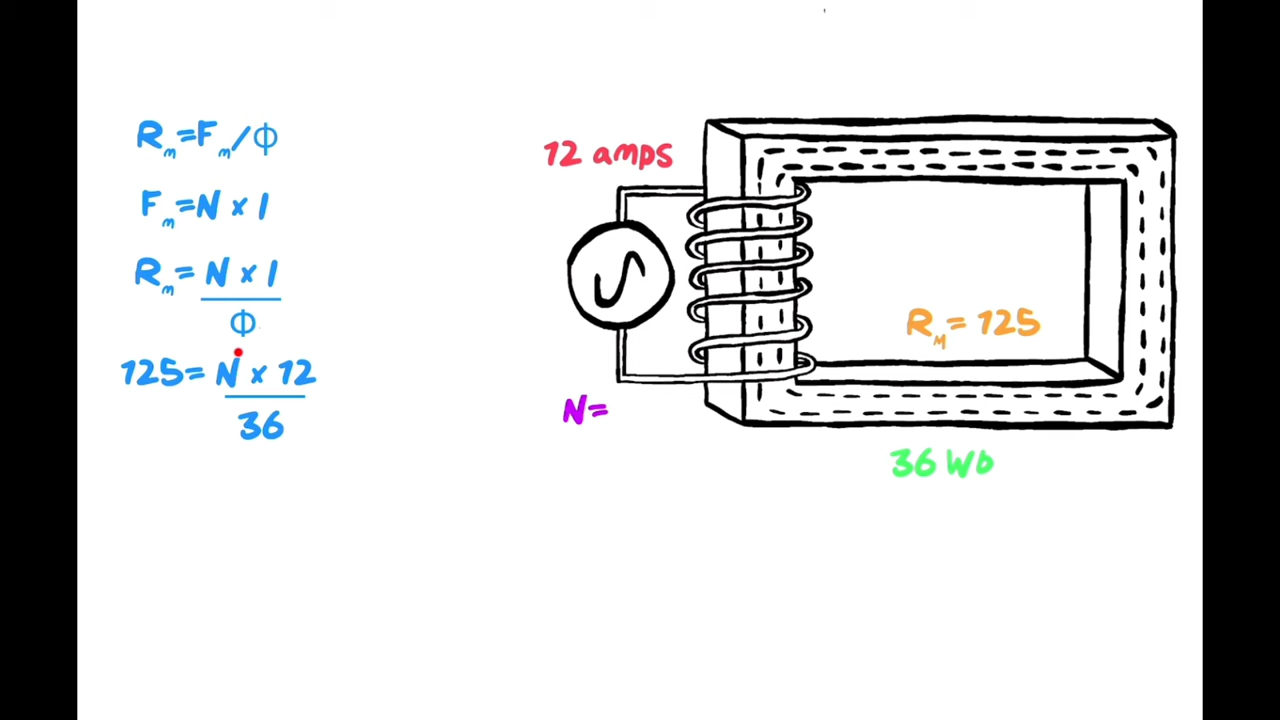 Rm=Fm/Φ
Fm=N×I
Rm=N×I
Φ
125=N×12
36
12 amps
N=
RM=125
36 Wb